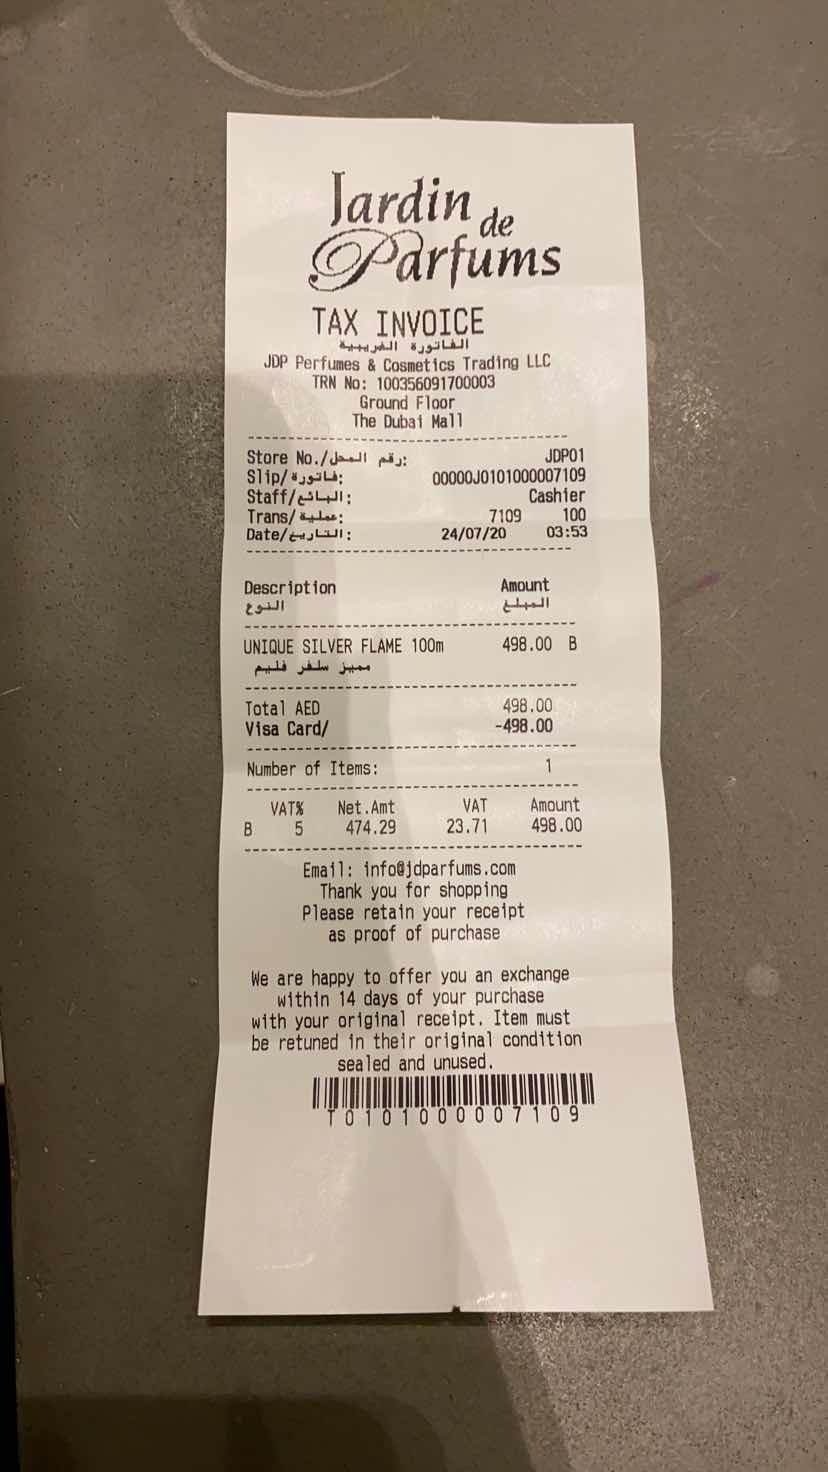 Jardin de
Parfums
TAX INVOICE
الفاتورة الضريبية
JDP Perfumes & Cosmetics Trading LLC
TRN No: 100356091700003
Ground Floor
The Dubai Mall
Store No./رقم المحل: JDP01
Slip/فاتورة: 00000J0101000007109
Staff/البائع: Cashier
Trans/عملية: 7109 100
Date/التاريخ: 24/07/20 03:53
Description Amount
النوع المبلغ
UNIQUE SILVER FLAME 100m 498.00 B
مميز سلفر فليم
Total AED 498.00
Visa Card/ -498.00
Number of Items: 1
VAT% Net.Amt VAT Amount
B 5 474.29 23.71 498.00
Email: info@jdparfums.com
Thank you for shopping
Please retain your receipt
as proof of purchase
We are happy to offer you an exchange
within 14 days of your purchase
with your original receipt. Item must
be retuned in their original condition
sealed and unused.
T0101000007109